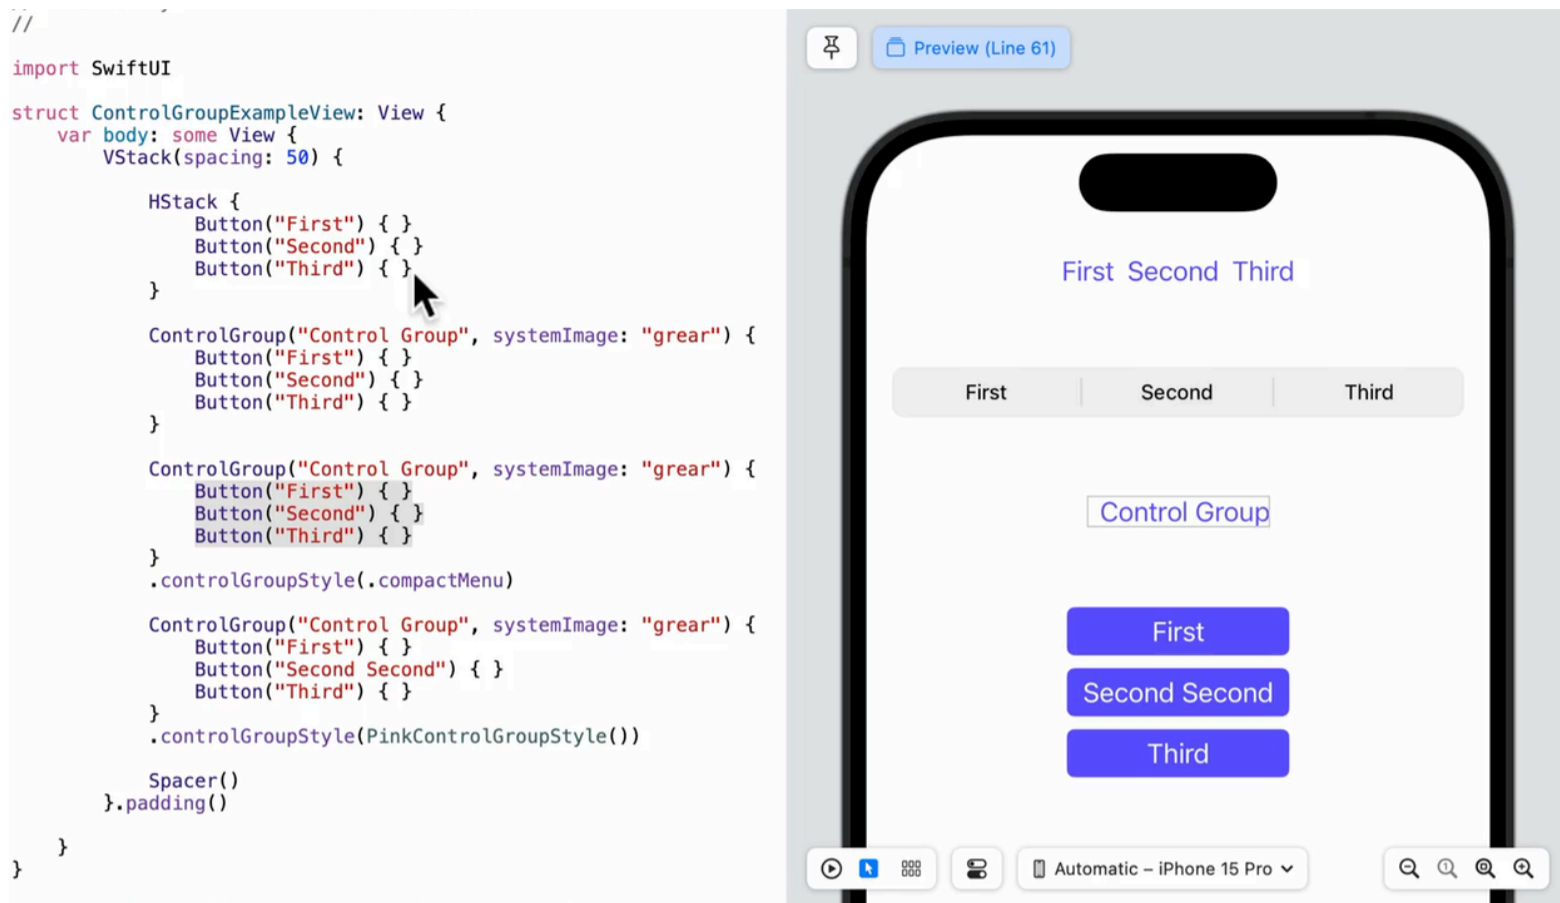 //
import SwiftUI
struct ControlGroupExampleView: View {
var body: some View {
VStack(spacing: 50) {
HStack {
Button("First") { }
Button("Second") { }
Button("Third") { }
}
ControlGroup("Control Group", systemImage: "grear") {
Button("First") { }
Button("Second") { }
Button("Third") { }
}
ControlGroup("Control Group", systemImage: "grear") {
Button("First") { }
Button("Second") { }
Button("Third") { }
}
.controlGroupStyle(.compactMenu)
ControlGroup("Control Group", systemImage: "grear") {
Button("First") { }
Button("Second Second") { }
Button("Third") { }
}
.controlGroupStyle(PinkControlGroupStyle())
Spacer()
}.padding()
}
}
Preview (Line 61)
First Second Third
First Second Third
Control Group
First
Second Second
Third
Automatic – iPhone 15 Pro
1